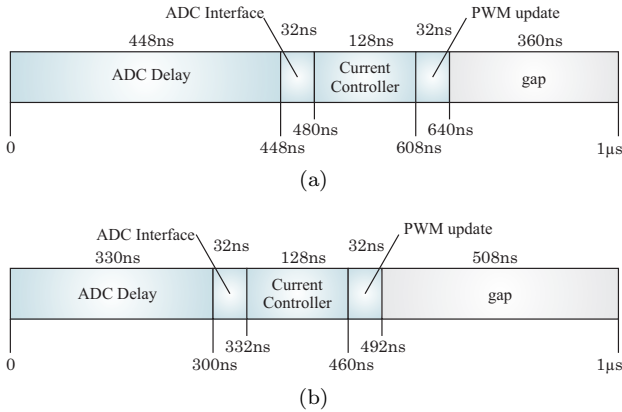 ADC Interface
PWM update
32ns
32ns
448ns
128ns
360ns
ADC Delay
Current
Controller
gap
480ns
640ns
0
448ns
608ns
1µs
(a)
ADC Interface
PWM update
32ns
32ns
330ns
128ns
508ns
ADC Delay
Current
Controller
gap
332ns
492ns
0
300ns
460ns
1µs
(b)